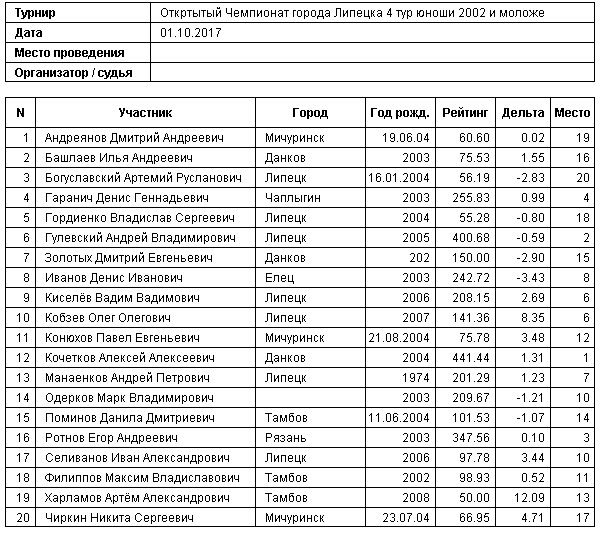 Турнир Откртытый Чемпионат города Липецка 4 тур юноши 2002 и моложе
Дата 01.10.2017
Место проведения
Организатор / судья
N Участник Город Год рожд. Рейтинг Дельта Место
1 Андреянов Дмитрий Андреевич Мичуринск 19.06.04 60.60 0.02 19
2 Башлаев Илья Андреевич Данков 2003 75.53 1.55 16
3 Богуславский Артемий Русланович Липецк 16.01.2004 56.19 -2.83 20
4 Гаранич Денис Геннадьевич Чаплыгин 2003 255.83 0.99 4
5 Гордиенко Владислав Сергеевич Липецк 2004 55.28 -0.80 18
6 Гулевский Андрей Владимирович Липецк 2005 400.68 -0.59 2
7 Золотых Дмитрий Евгеньевич Данков 202 150.00 -2.90 15
8 Иванов Денис Иванович Елец 2003 242.72 -3.43 8
9 Киселёв Вадим Вадимович Липецк 2006 208.15 2.69 6
10 Кобзев Олег Олегович Липецк 2007 141.36 8.35 6
11 Конюхов Павел Евгеньевич Мичуринск 21.08.2004 75.78 3.48 12
12 Кочетков Алексей Алексеевич Данков 2004 441.44 1.31 1
13 Манаенков Андрей Петрович Липецк 1974 201.29 1.23 7
14 Одерков Марк Владимирович 2003 209.67 -1.21 10
15 Поминов Данила Дмитриевич Тамбов 11.06.2004 101.53 -1.07 14
16 Ротнов Егор Андреевич Рязань 2003 347.56 0.10 3
17 Селиванов Иван Александрович Липецк 2006 97.78 3.44 10
18 Филиппов Максим Владиславович Тамбов 2002 98.93 0.52 11
19 Харламов Артём Александрович Тамбов 2008 50.00 12.09 13
20 Чиркин Никита Сергеевич Мичуринск 23.07.04 66.95 4.71 17